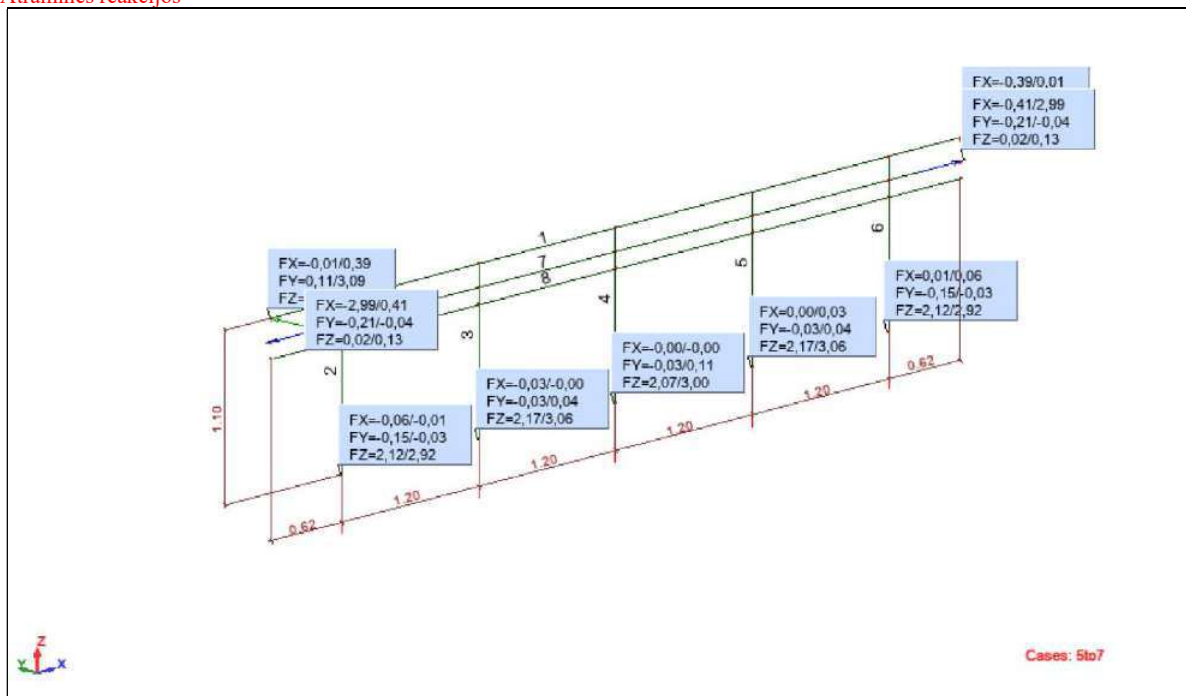 FX=-0,39/0,01
FX=-0,41/2,99
FY=-0,21/-0,04
FZ=0,02/0,13
1
7
8
6
5
4
3
2
FX=-0,01/0,39
FY=0,11/3,09
FZ=
FX=-2,99/0,41
FY=-0,21/-0,04
FZ=0,02/0,13
FX=0,01/0,06
FY=-0,15/-0,03
FZ=2,12/2,92
FX=0,00/0,03
FY=-0,03/0,04
FZ=2,17/3,06
FX=-0,00/-0,00
FY=-0,03/0,11
FZ=2,07/3,00
FX=-0,03/-0,00
FY=-0,03/0,04
FZ=2,17/3,06
FX=-0,06/-0,01
FY=-0,15/-0,03
FZ=2,12/2,92
1.10
0.62
1.20
1.20
1.20
1.20
0.62
Z
Y
X
Cases: 5to7